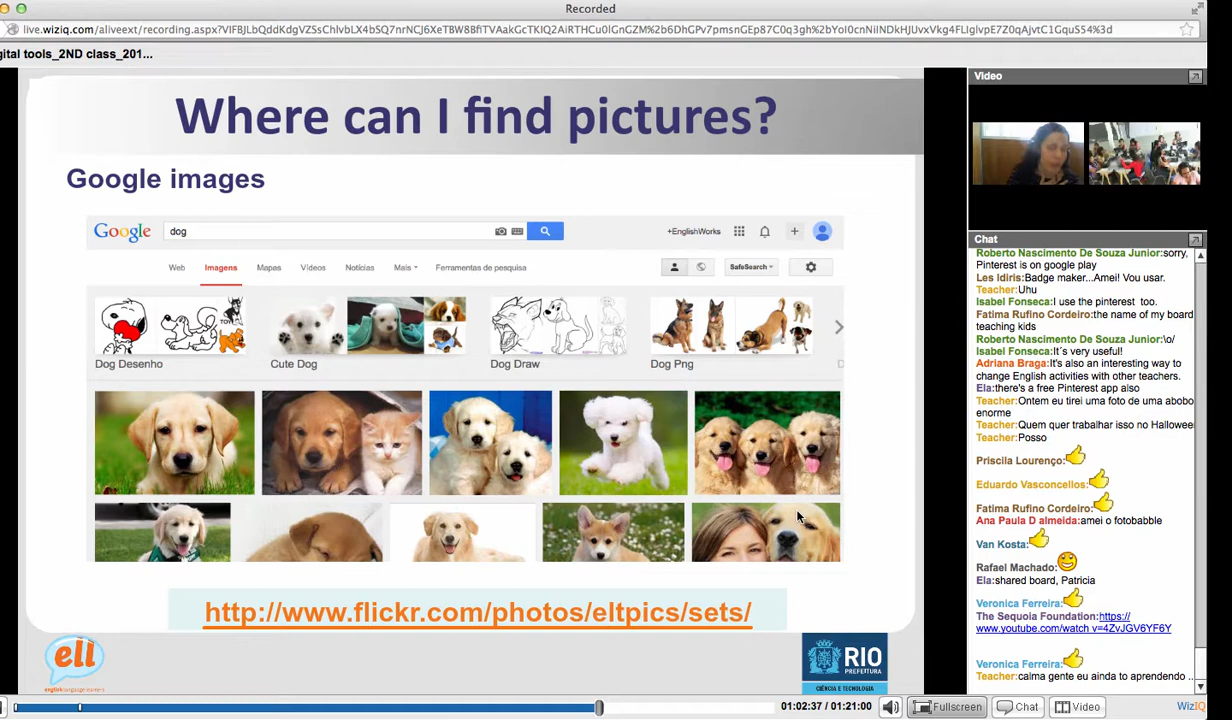 Recorded
live.wiziq.com/aliveext/recording.aspx?VIFBJLbQddKdgVZSsChlvbLX4bSQ7nrNCJ6XeTBW8BfiTVAakGcTKIQ2AiRTHCu0lGnGZM%2b6DhGPv7pmsnGEp87C0q3gh%2bYol0cnNilNDkHJUvxVkg4FLIglvpE7Z0qAjvtC1GquS54%3d
gital tools_2ND class_201...
Where can I find pictures?
Google images
Google
dog
+EnglishWorks
Web Imagens Mapas Vídeos Notícias Mais Ferramentas de pesquisa
SafeSearch
Dog Desenho Cute Dog Dog Draw Dog Png
http://www.flickr.com/photos/eltpics/sets/
ell
english language learners
RIO
PREFEITURA
CIÊNCIA E TECNOLOGIA
Video
Chat
Roberto Nascimento De Souza Junior:sorry,
Pinterest is on google play
Les Idiris:Badge maker...Amei! Vou usar.
Teacher:Uhu
Isabel Fonseca:I use the pinterest too.
Fatima Rufino Cordeiro:the name of my board
teaching kids
Roberto Nascimento De Souza Junior:\o/
Isabel Fonseca:It´s very useful!
Adriana Braga:It's also an interesting way to
change English activities with other teachers.
Ela:there's a free Pinterest app also
Teacher:Ontem eu tirei uma foto de uma abobo
enorme
Teacher:Quem quer trabalhar isso no Hallowee
Teacher:Posso
Priscila Lourenço:
Eduardo Vasconcellos:
Fatima Rufino Cordeiro:
Ana Paula D almeida:amei o fotobabble
Van Kosta:
Rafael Machado:
Ela:shared board, Patricia
Veronica Ferreira:
The Sequoia Foundation:https://
www.youtube.com/watch v=4ZvJGV6YF6Y
Veronica Ferreira:
Teacher:calma gente eu ainda to aprendendo ..
01:02:37 / 01:21:00
Fullscreen
Chat
Video
WizIQ